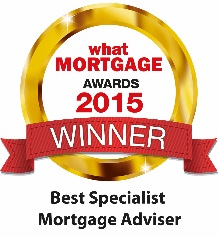 what
MORTGAGE
AWARDS
2015
WINNER
Best Specialist
Mortgage Adviser